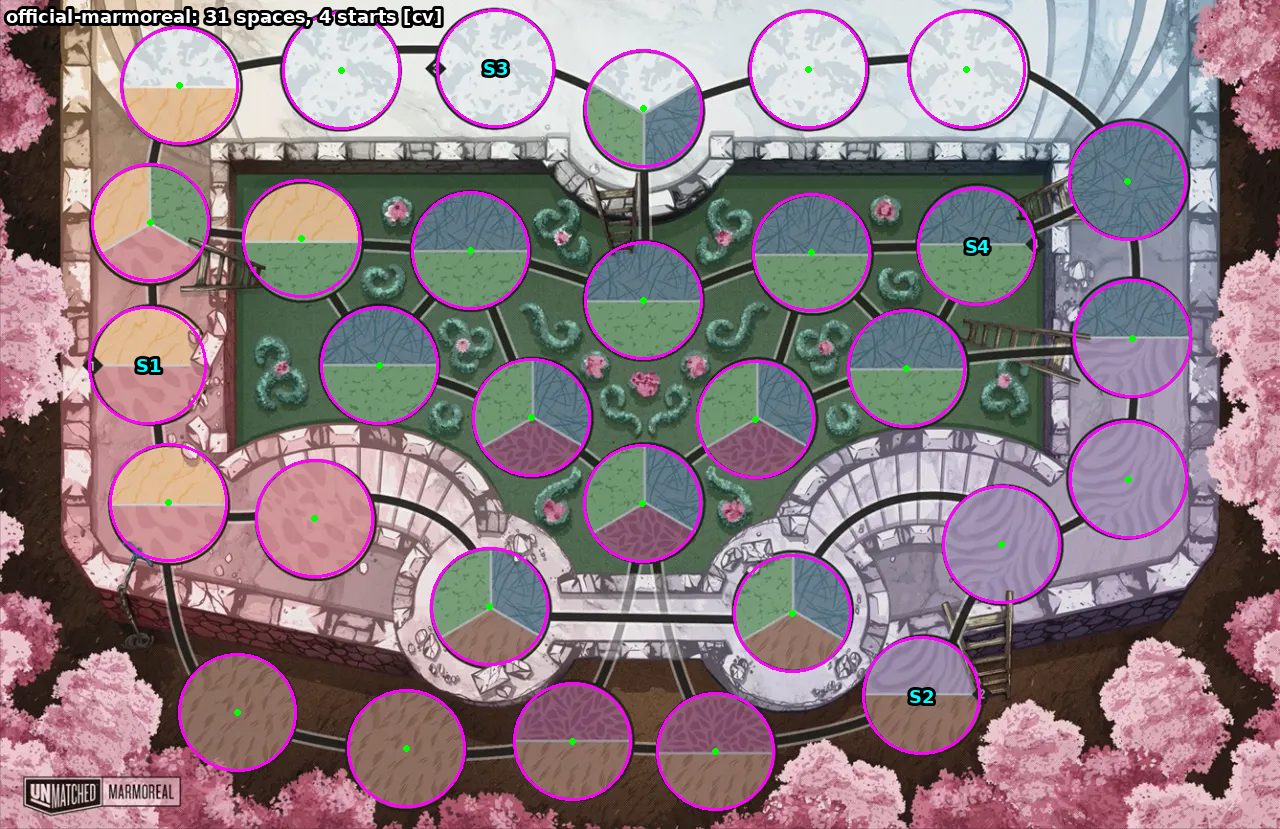 official-marmoreal: 31 spaces, 4 starts [cv]
S3
S4
S1
S2
UNMATCHED MARMOREAL